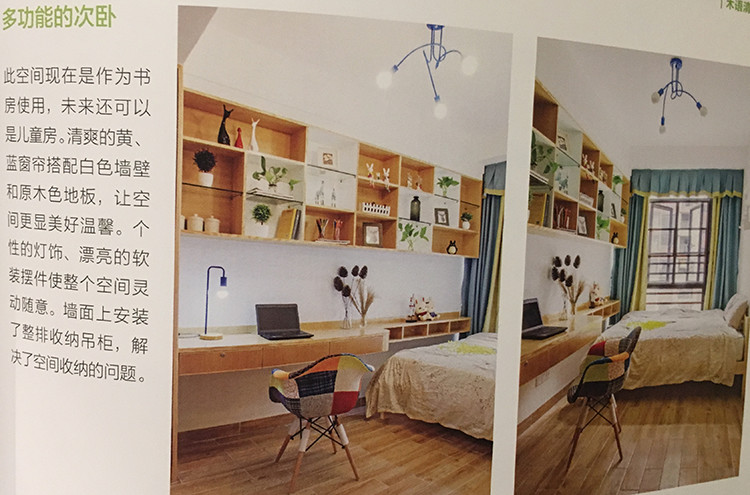 多功能的次卧
木语清
此空间现在是作为书
房使用，未来还可以
是儿童房。清爽的黄、
蓝窗帘搭配白色墙壁
和原木色地板，让空
间更显美好温馨。个
性的灯饰、漂亮的软
装摆件使整个空间灵
动随意。墙面上安装
了整排收纳吊柜，解
决了空间收纳的问题。